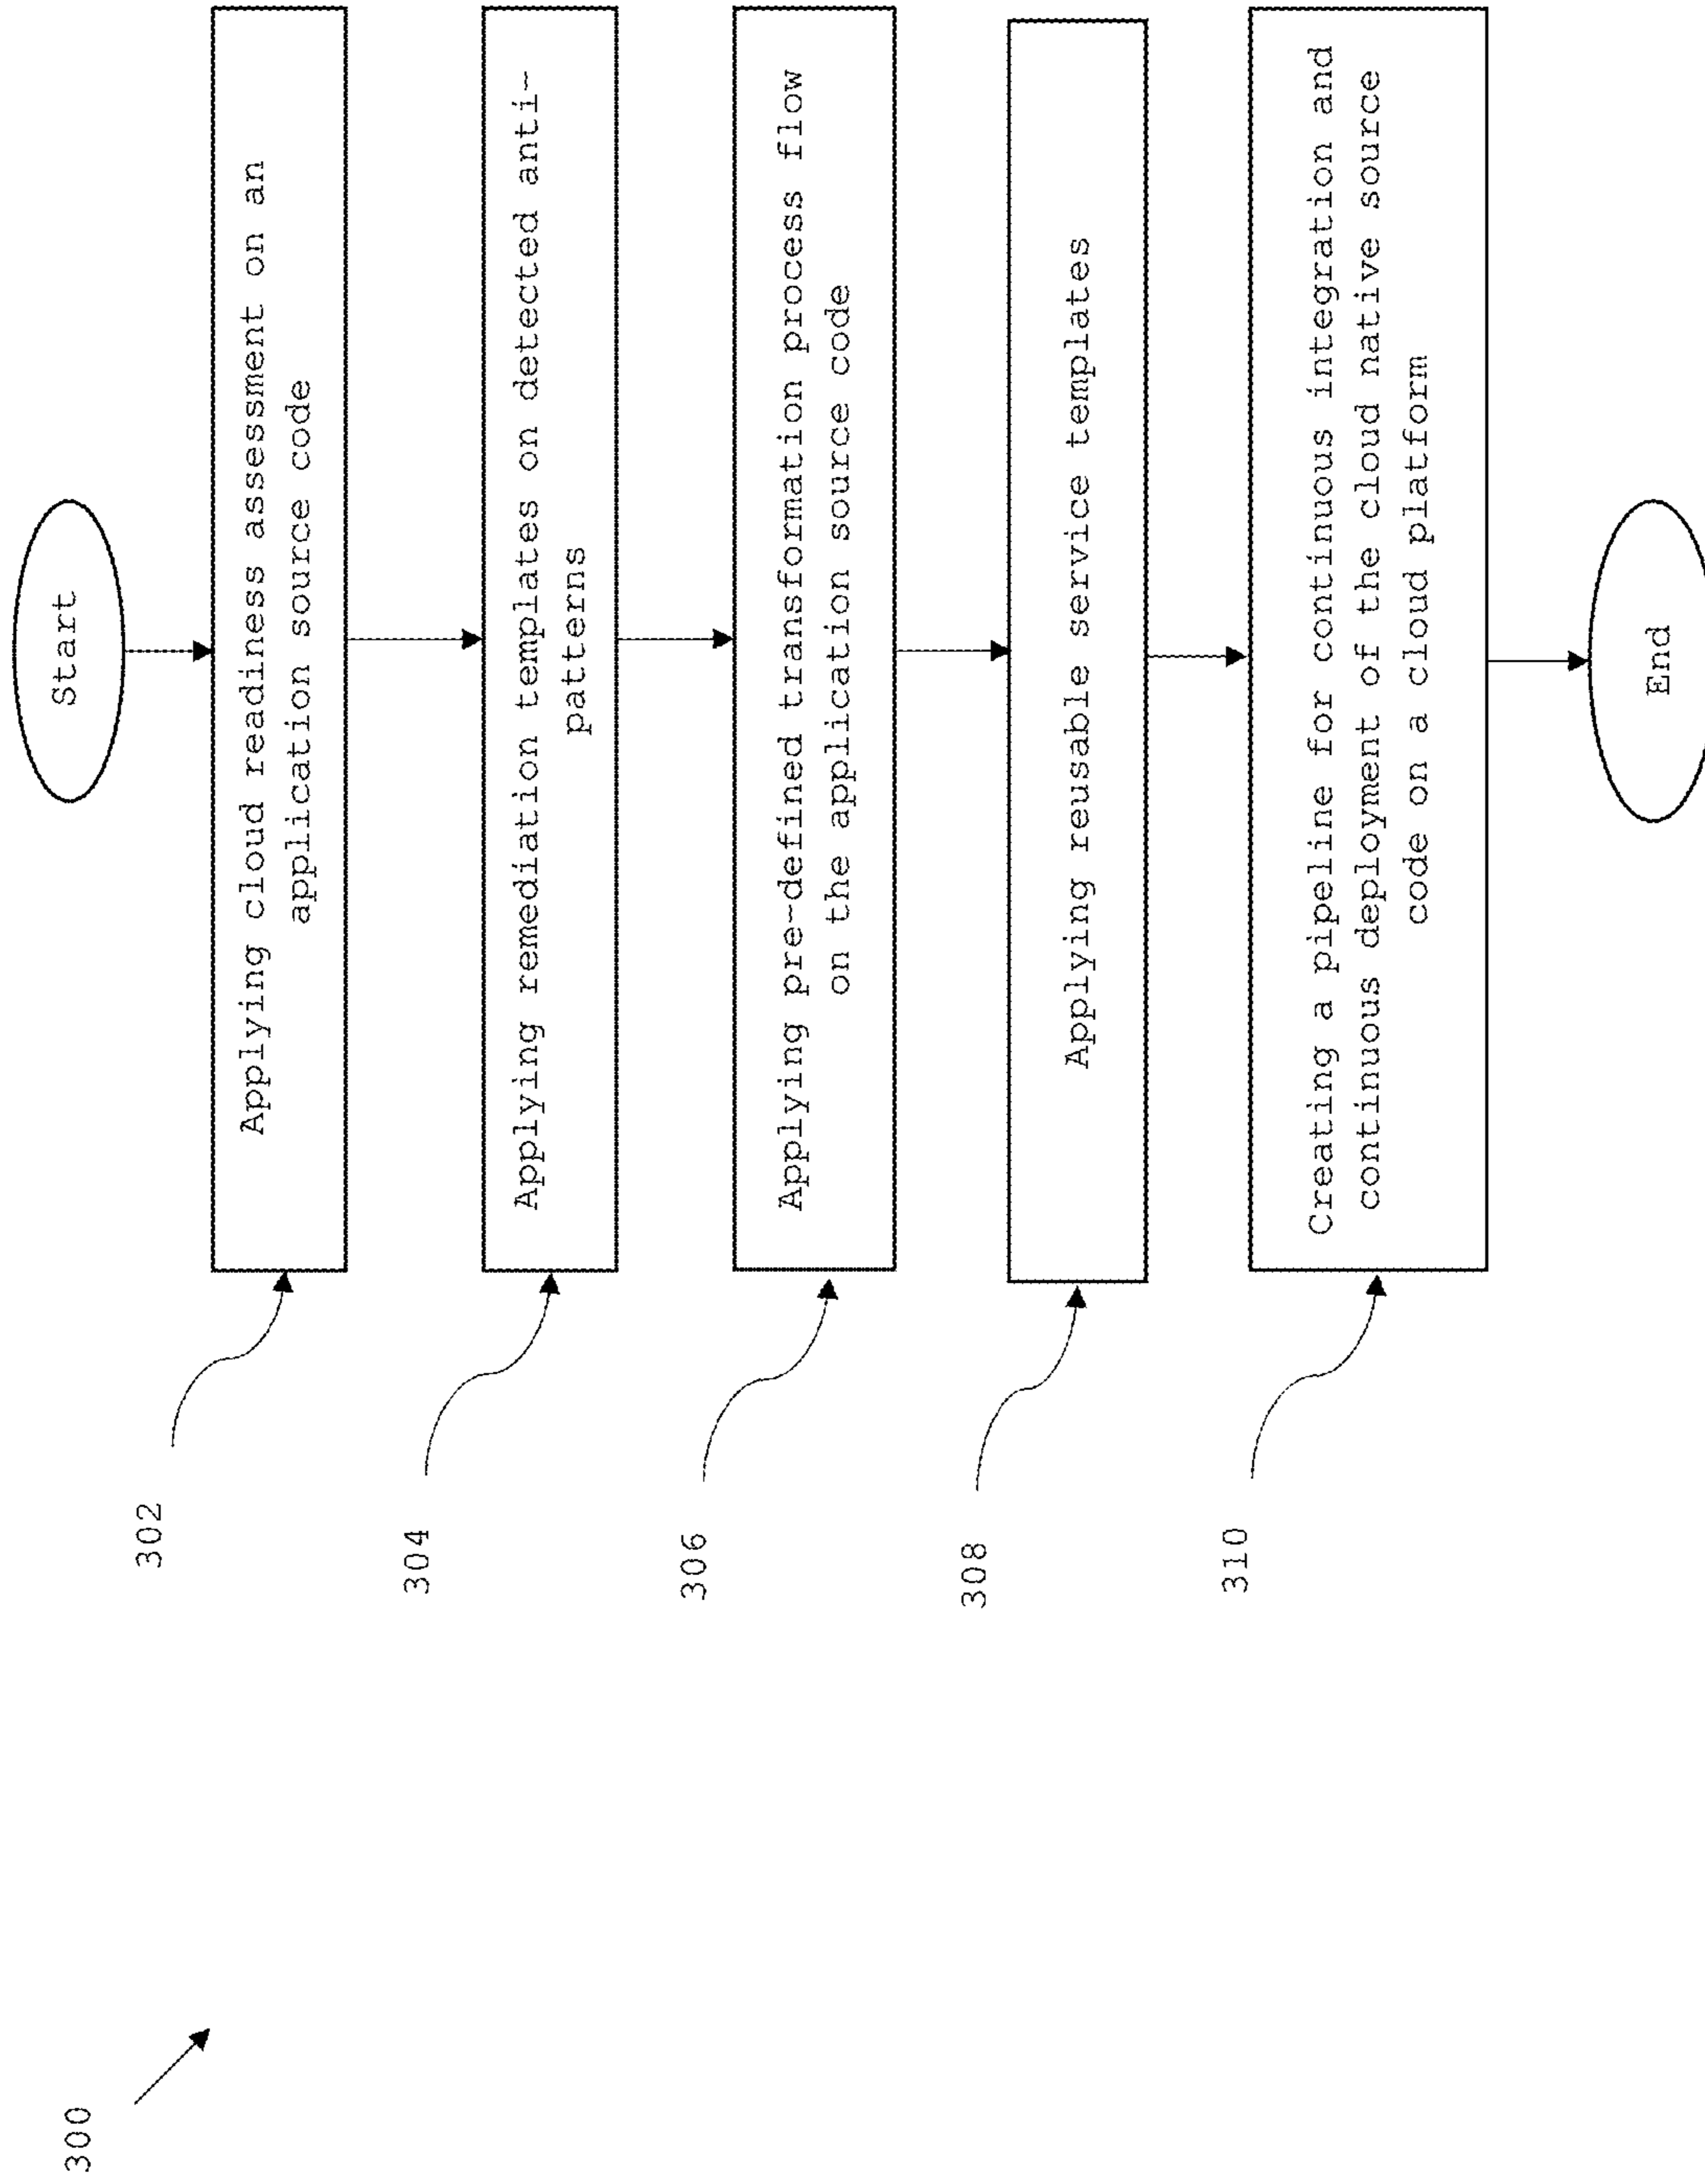 300
Start
302
Applying cloud readiness assessment on an
application source code
304
Applying remediation templates on detected anti-
patterns
306
Applying pre-defined transformation process flow
on the application source code
308
Applying reusable service templates
310
Creating a pipeline for continuous integration and
continuous deployment of the cloud native source
code on a cloud platform
End